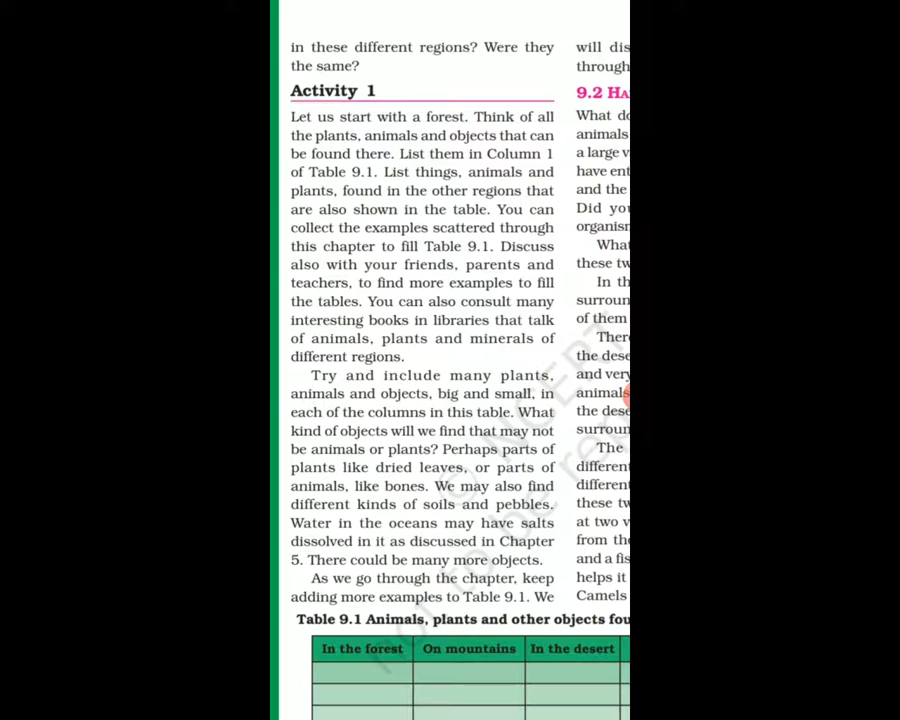 in these different regions? Were they
the same?
Activity 1
Let us start with a forest. Think of all
the plants, animals and objects that can
be found there. List them in Column 1
of Table 9.1. List things, animals and
plants, found in the other regions that
are also shown in the table. You can
collect the examples scattered through
this chapter to fill Table 9.1. Discuss
also with your friends, parents and
teachers, to find more examples to fill
the tables. You can also consult many
interesting books in libraries that talk
of animals, plants and minerals of
different regions.
Try and include many plants,
animals and objects, big and small, in
each of the columns in this table. What
kind of objects will we find that may not
be animals or plants? Perhaps parts of
plants like dried leaves, or parts of
animals, like bones. We may also find
different kinds of soils and pebbles.
Water in the oceans may have salts
dissolved in it as discussed in Chapter
5. There could be many more objects.
As we go through the chapter, keep
adding more examples to Table 9.1. We
will dis
through
9.2 HA
What do
animals
a large v
have ent
and the
Did you
organism
What
these tw
In th
surroun
of them
There
the dese
and very
animals
the dese
surroun
The
different
different
these tw
at two v
from the
and a fis
helps it
Camels
Table 9.1 Animals, plants and other objects fou
In the forest On mountains In the desert
© NCERT
not to be rep